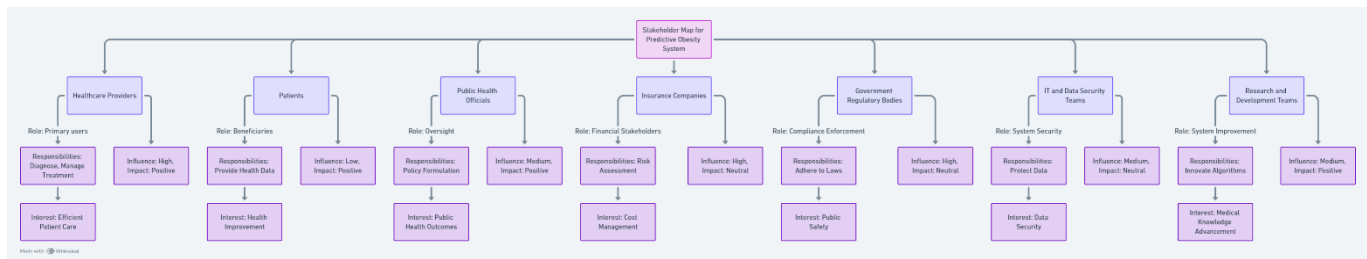 Stakeholder Map for
Predictive Obesity
System
Healthcare Providers
Patients
Public Health
Officials
Insurance Companies
Government
Regulatory Bodies
IT and Data Security
Teams
Research and
Development Teams
Role: Primary users
Role: Beneficiaries
Role: Oversight
Role: Financial Stakeholders
Role: Compliance Enforcement
Role: System Security
Role: System Improvement
Responsibilities:
Diagnose, Manage
Treatment
Influence: High,
Impact: Positive
Responsibilities:
Provide Health Data
Influence: Low,
Impact: Positive
Responsibilities:
Policy Formulation
Influence: Medium,
Impact: Positive
Responsibilities: Risk
Assessment
Influence: High,
Impact: Neutral
Responsibilities:
Adhere to Laws
Influence: High,
Impact: Neutral
Responsibilities:
Protect Data
Influence: Medium,
Impact: Neutral
Responsibilities:
Innovate Algorithms
Influence: Medium,
Impact: Positive
Interest: Efficient
Patient Care
Interest: Health
Improvement
Interest: Public
Health Outcomes
Interest: Cost
Management
Interest: Public
Safety
Interest: Data
Security
Interest: Medical
Knowledge
Advancement
Made with Whimsical